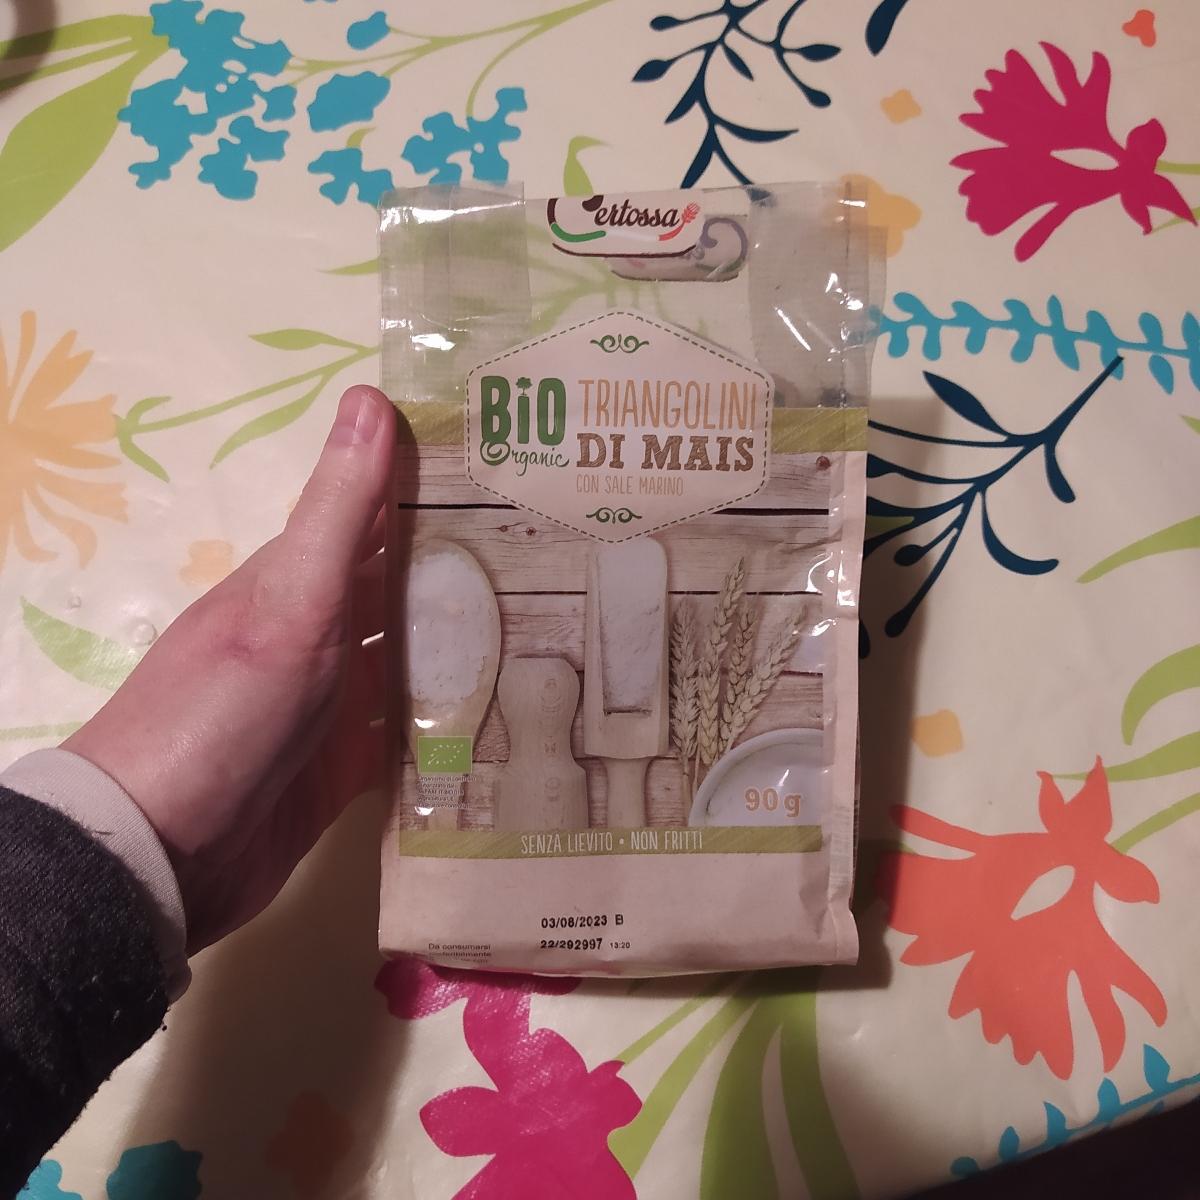 Certossa
BiO
Organic
TRIANGOLINI
DI MAIS
CON SALE MARINO
90 g
SENZA LIEVITO • NON FRITTI
03/08/2023 B
22/292997 13:20
Da consumarsi
preferibilmente